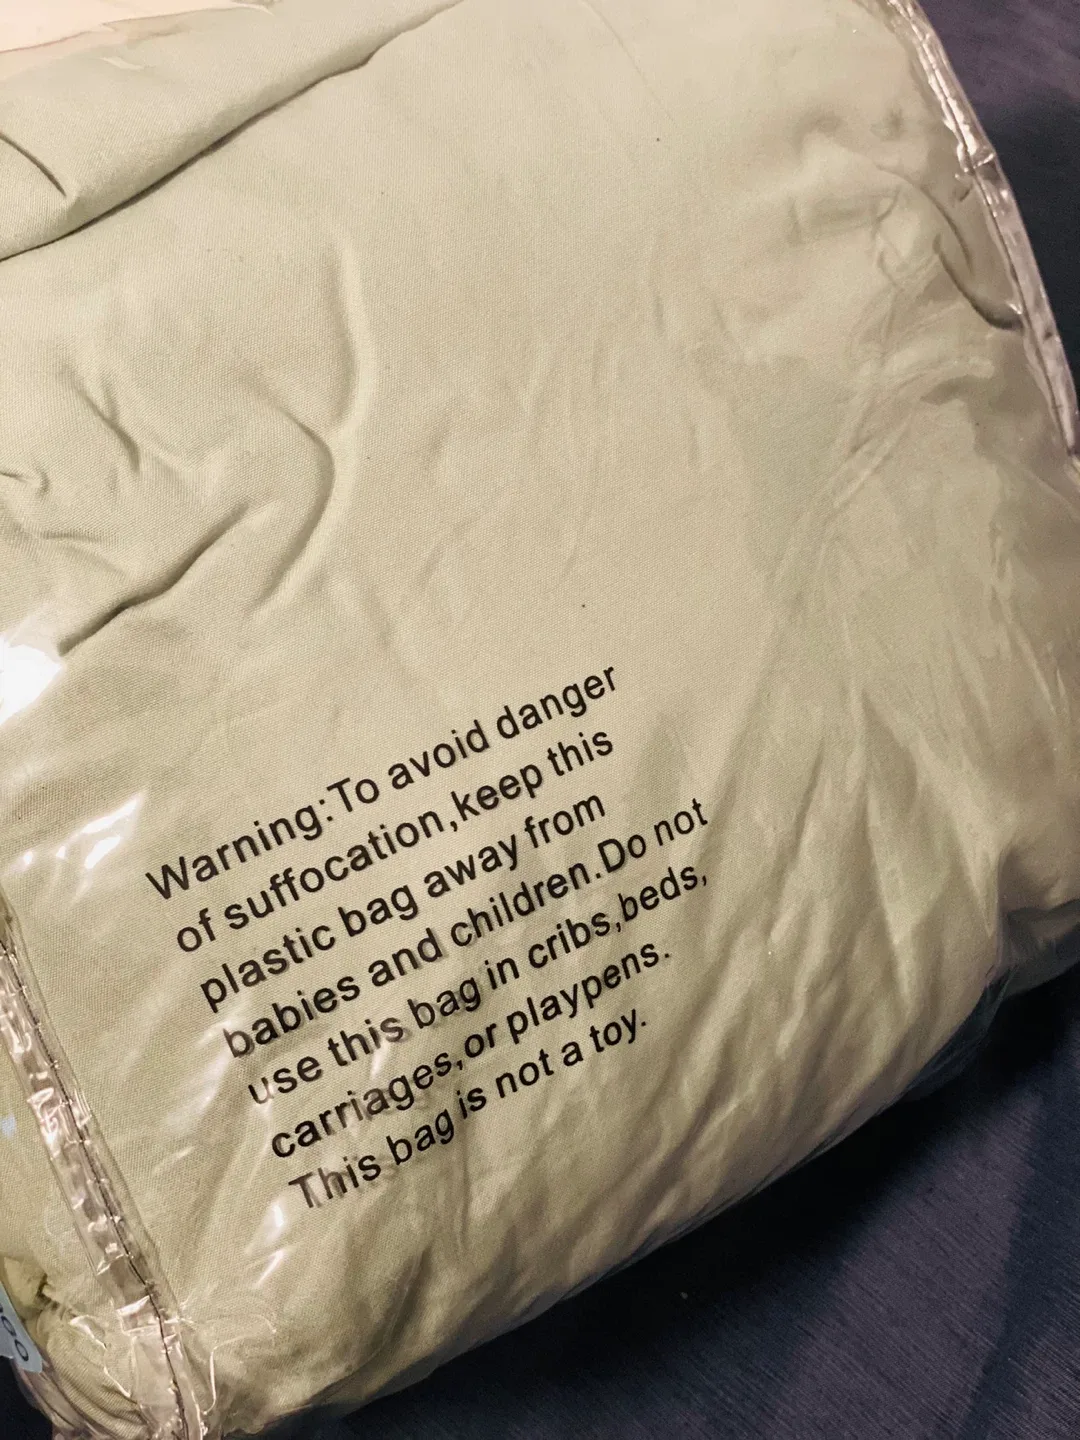 Warning:To avoid danger
of suffocation,keep this
plastic bag away from
babies and children.Do not
use this bag in cribs,beds,
carriages,or playpens.
This bag is not a toy.